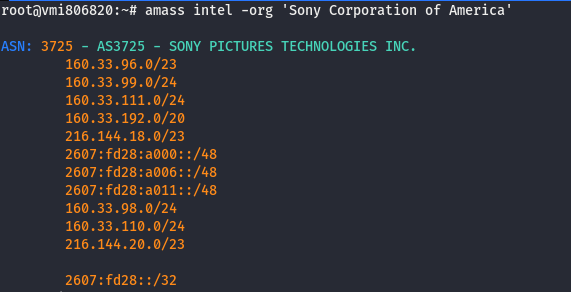 root@vmi806820:~# amass intel -org 'Sony Corporation of America'
ASN: 3725 - AS3725 - SONY PICTURES TECHNOLOGIES INC.
160.33.96.0/23
160.33.99.0/24
160.33.111.0/24
160.33.192.0/20
216.144.18.0/23
2607:fd28:a000::/48
2607:fd28:a006::/48
2607:fd28:a011::/48
160.33.98.0/24
160.33.110.0/24
216.144.20.0/23
2607:fd28::/32